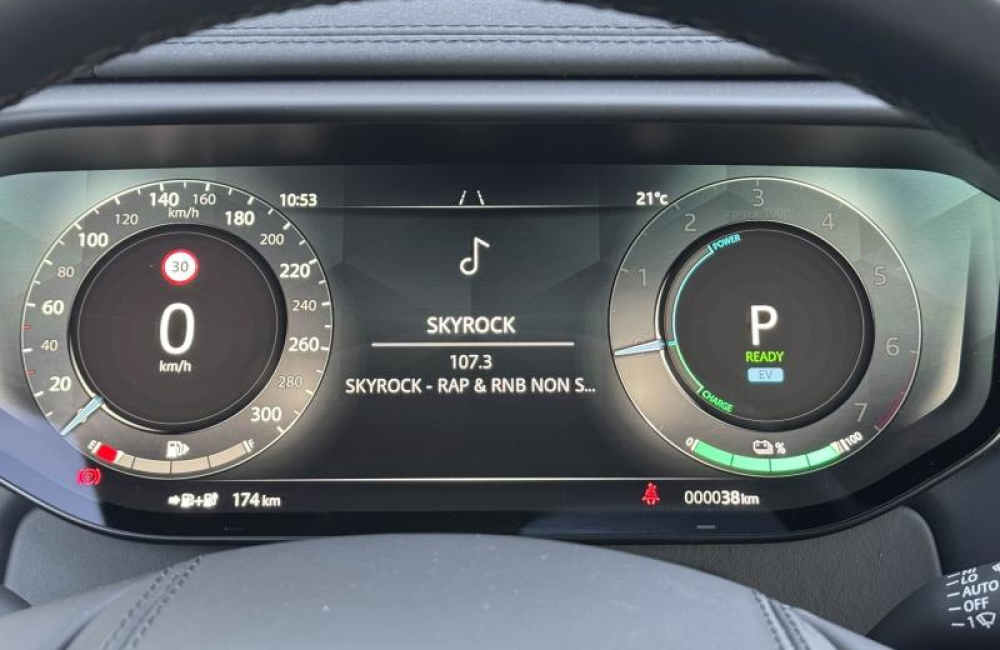 10:53
21°c
140 160
km/h
120
180
100
200
80
220
60
240
40
260
20
280
300
30
0
km/h
E
F
SKYROCK
107.3
SKYROCK - RAP & RNB NON S...
3
2
4
1
5
6
7
POWER
P
READY
EV
CHARGE
0
%
100
174 km
000038km
HI
LO
AUTO
OFF
1